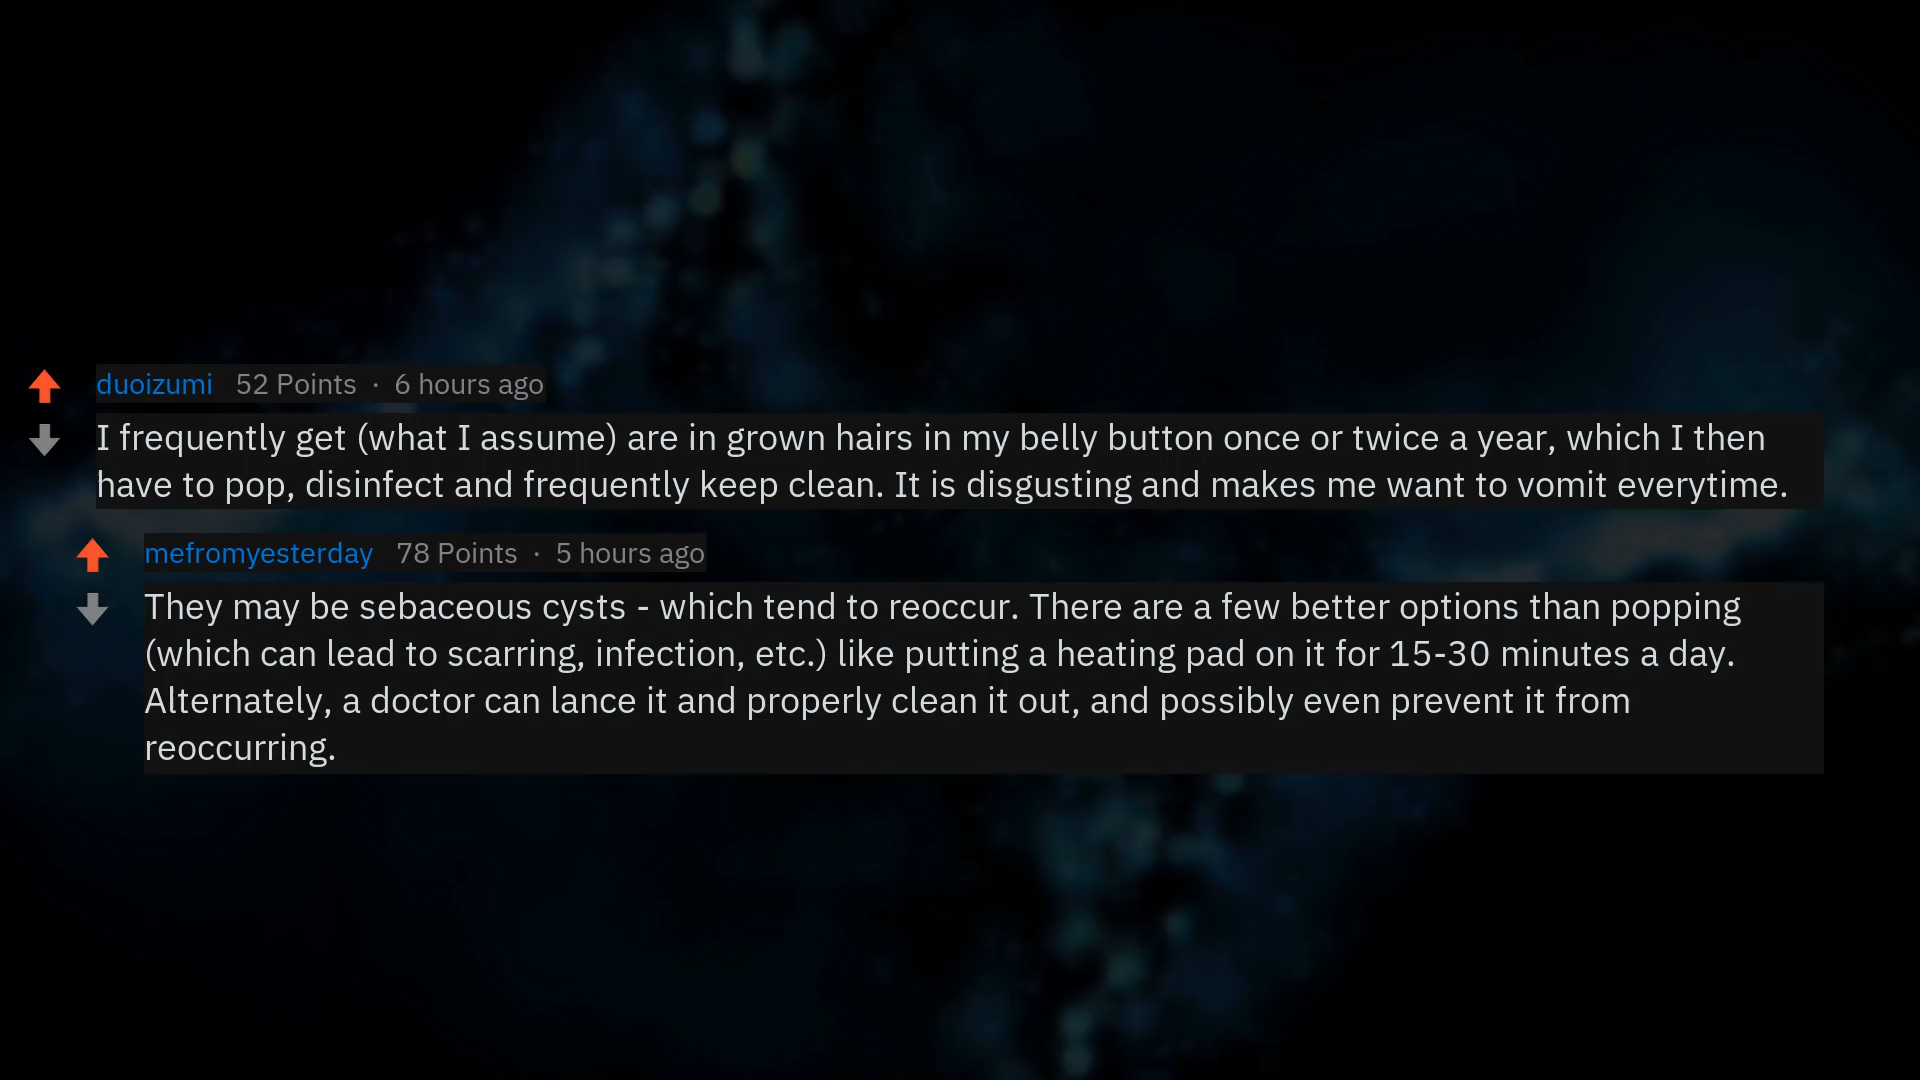 duoizumi 52 Points · 6 hours ago
I frequently get (what I assume) are in grown hairs in my belly button once or twice a year, which I then
have to pop, disinfect and frequently keep clean. It is disgusting and makes me want to vomit everytime.
mefromyesterday 78 Points · 5 hours ago
They may be sebaceous cysts - which tend to reoccur. There are a few better options than popping
(which can lead to scarring, infection, etc.) like putting a heating pad on it for 15-30 minutes a day.
Alternately, a doctor can lance it and properly clean it out, and possibly even prevent it from
reoccurring.